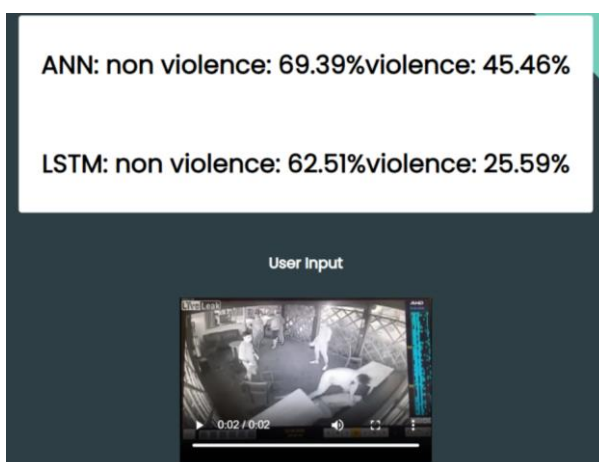 ANN: non violence: 69.39%violence: 45.46%
LSTM: non violence: 62.51%violence: 25.59%
User Input
LiveLeak
0:02 / 0:02